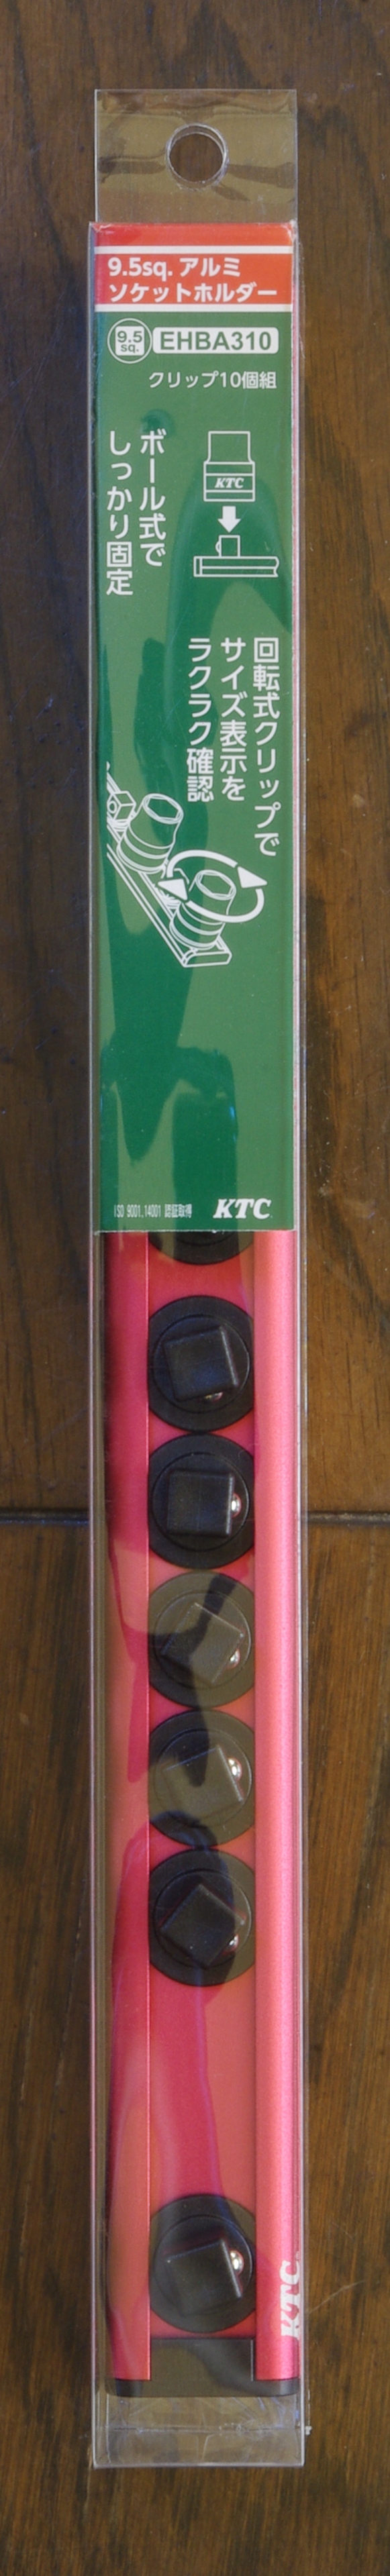 9.5sq. アルミ
ソケットホルダー
9.5
sq.
EHBA310
クリップ10個組
ボール式で
しっかり固定
KTC
回転式クリップで
サイズ表示を
ラクラク確認
ISO 9001,14001 認証取得
KTC
KTC